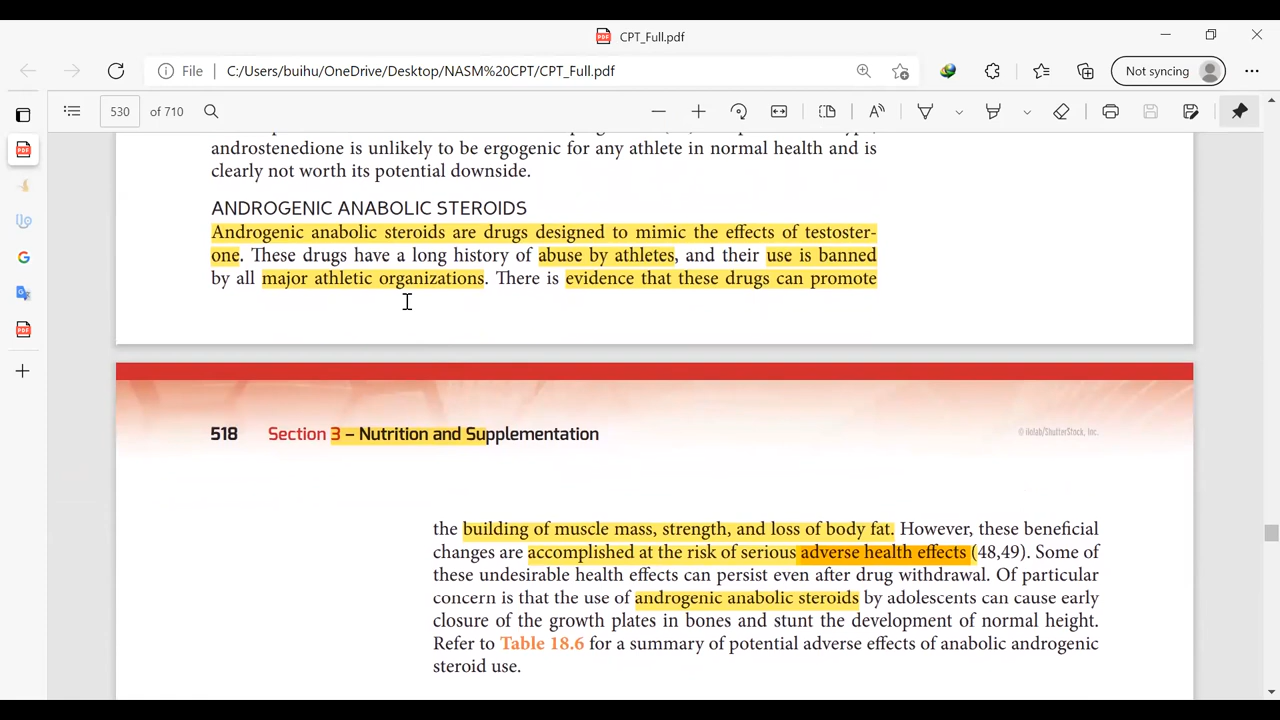 CPT_Full.pdf
File C:/Users/buihu/OneDrive/Desktop/NASM%20CPT/CPT_Full.pdf
Not syncing
530 of 710
androstenedione is unlikely to be ergogenic for any athlete in normal health and is
clearly not worth its potential downside.
ANDROGENIC ANABOLIC STEROIDS
Androgenic anabolic steroids are drugs designed to mimic the effects of testoster-
one. These drugs have a long history of abuse by athletes, and their use is banned
by all major athletic organizations. There is evidence that these drugs can promote
518 Section 3 – Nutrition and Supplementation
© ilolab/ShutterStock, Inc.
the building of muscle mass, strength, and loss of body fat. However, these beneficial
changes are accomplished at the risk of serious adverse health effects (48,49). Some of
these undesirable health effects can persist even after drug withdrawal. Of particular
concern is that the use of androgenic anabolic steroids by adolescents can cause early
closure of the growth plates in bones and stunt the development of normal height.
Refer to Table 18.6 for a summary of potential adverse effects of anabolic androgenic
steroid use.